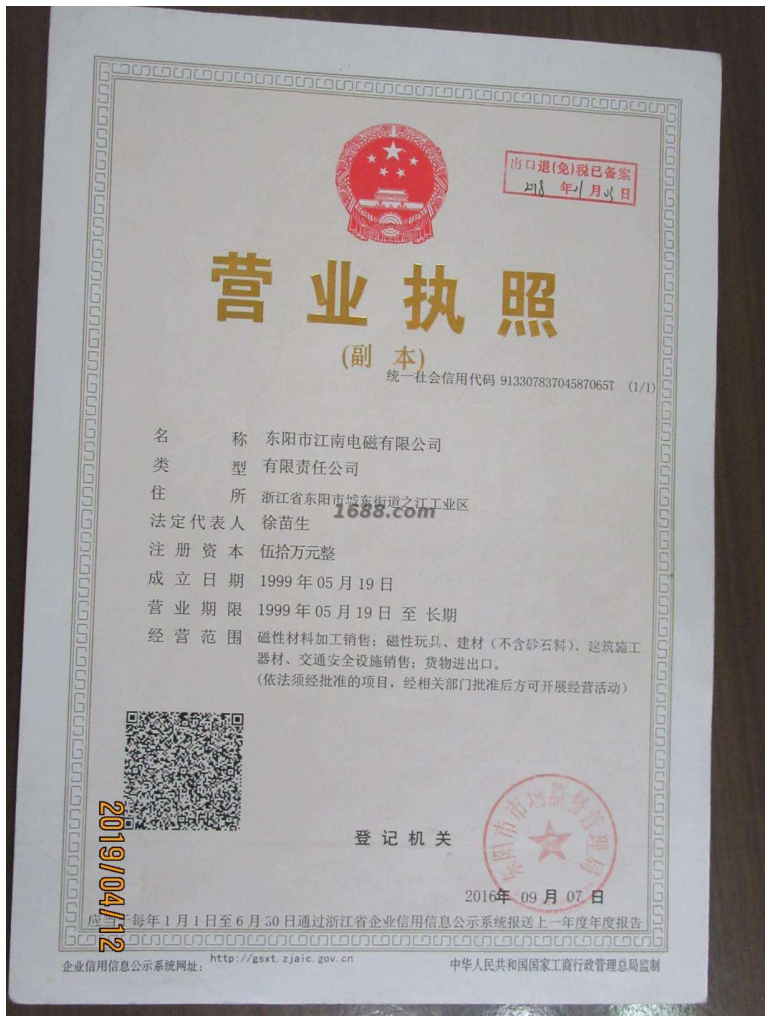 出口退(免)税已备案
2018 年01月03日
营业执照
(副 本)
统一社会信用代码 91330783704587065T (1/1)
名 称 东阳市江南电磁有限公司
类 型 有限责任公司
住 所 浙江省东阳市城东街道之江工业区
1688.com
法定代表人 徐苗生
注册资本 伍拾万元整
成立日期 1999年05月19日
营业期限 1999年05月19日 至 长期
经营范围 磁性材料加工销售；磁性玩具、建材（不含砂石料）、建筑施工
器材、交通安全设施销售；货物进出口。
(依法须经批准的项目，经相关部门批准后方可开展经营活动)
东阳市市场监督管理局
登记机关
2016年 09 月 07 日
2019/04/12
应当于每年1月1日至6月30日通过浙江省企业信用信息公示系统报送上一年度年度报告
企业信用信息公示系统网址： http://gsxt.zjaic.gov.cn
中华人民共和国国家工商行政管理总局监制